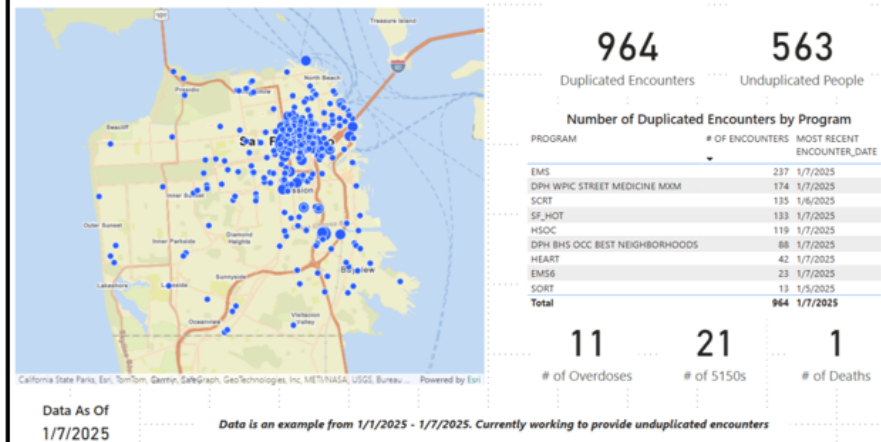 101
Treasure Island
80
North Beach
Presidio
Seacliff
Inner Sunset
Outer Sunset
Inner Parkside
Diamond
Heights
Sunnyside
Bayview
Lakeshore
Oceanview
Visitacion
Valley
California State Parks, Esri, TomTom, Garmin, SafeGraph, GeoTechnologies, Inc, METI/NASA, USGS, Bureau ... Powered by Esri
964 563
Duplicated Encounters Unduplicated People
Number of Duplicated Encounters by Program
PROGRAM # OF ENCOUNTERS MOST RECENT
ENCOUNTER_DATE
EMS 237 1/7/2025
DPH WPIC STREET MEDICINE MXM 174 1/7/2025
SCRT 135 1/6/2025
SF_HOT 133 1/7/2025
HSOC 119 1/7/2025
DPH BHS OCC BEST NEIGHBORHOODS 88 1/7/2025
HEART 42 1/7/2025
EMS6 23 1/7/2025
SORT 13 1/5/2025
Total 964 1/7/2025
11 21 1
# of Overdoses # of 5150s # of Deaths
Data As Of
1/7/2025
Data is an example from 1/1/2025 - 1/7/2025. Currently working to provide unduplicated encounters